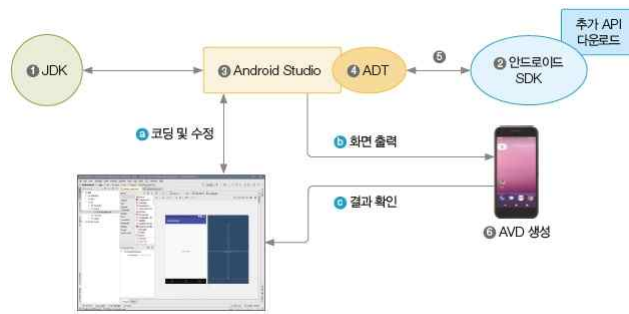 추가 API
다운로드
❶ JDK
❸ Android Studio
❹ ADT
❺
❷ 안드로이드
SDK
ⓐ 코딩 및 수정
ⓑ 화면 출력
ⓒ 결과 확인
❻ AVD 생성